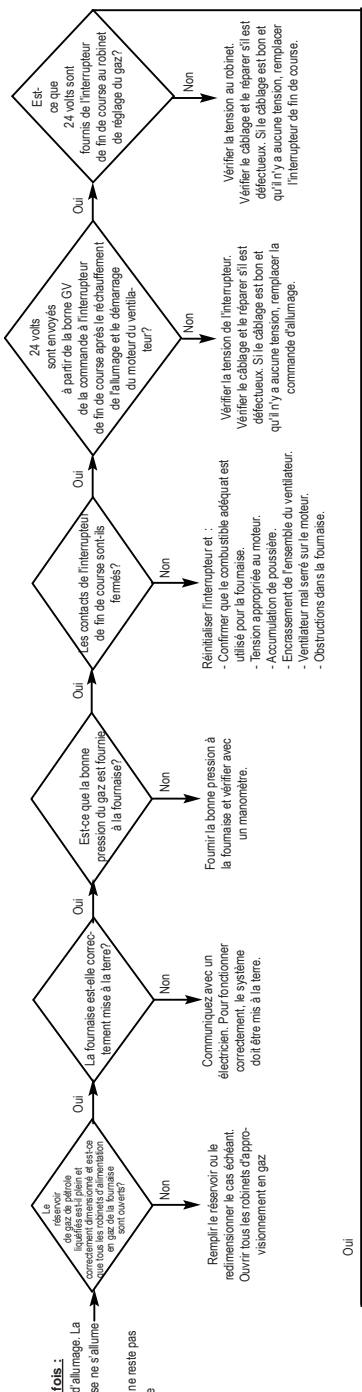 fois :
d'allumage. La
se ne s'allume
ne reste pas
Le
réservoir
de gaz de pétrole
liquéfiés est-il plein et
correctement dimensionné et est-ce
que tous les robinets d'alimentation
en gaz de la fournaise
sont ouverts?
Non
Remplir le réservoir ou le
redimensionner le cas échéant.
Ouvrir tous les robinets d'appro-
visionnement en gaz
Oui
La fournaise est-elle correc-
tement mise à la terre?
Non
Communiquez avec un
électricien. Pour fonctionner
correctement, le système
doit être mis à la terre.
Oui
Est-ce que la bonne
pression du gaz est fournie
à la fournaise?
Non
Fournir la bonne pression à
la fournaise et vérifier avec
un manomètre.
Oui
Les contacts de l'interrupteur
de fin de course sont-ils
fermés?
Non
Réinitialiser l'interrupteur et :
- Confirmer que le combustible adéquat est
utilisé pour la fournaise.
- Tension appropriée au moteur.
- Accumulation de poussière.
- Encrassement de l'ensemble du ventilateur.
- Ventilateur mal serré sur le moteur.
- Obstructions dans la fournaise.
Oui
24 volts
sont envoyés
à partir de la borne GV
de la commande à l'interrupteur
de fin de course après le réchauffement
de l'allumage et le démarrage
du moteur du ventila-
teur?
Non
Vérifier la tension de l'interrupteur.
Vérifier le câblage et le réparer s'il est
défectueux. Si le câblage est bon et
qu'il n'y a aucune tension, remplacer la
commande d'allumage.
Oui
Est-
ce que
24 volts sont
fournis de l'interrupteur
de fin de course au robinet
de réglage du gaz?
Non
Vérifier la tension au robinet.
Vérifier le câblage et le réparer s'il est
défectueux. Si le câblage est bon et
qu'il n'y a aucune tension, remplacer
l'interrupteur de fin de course.
Oui